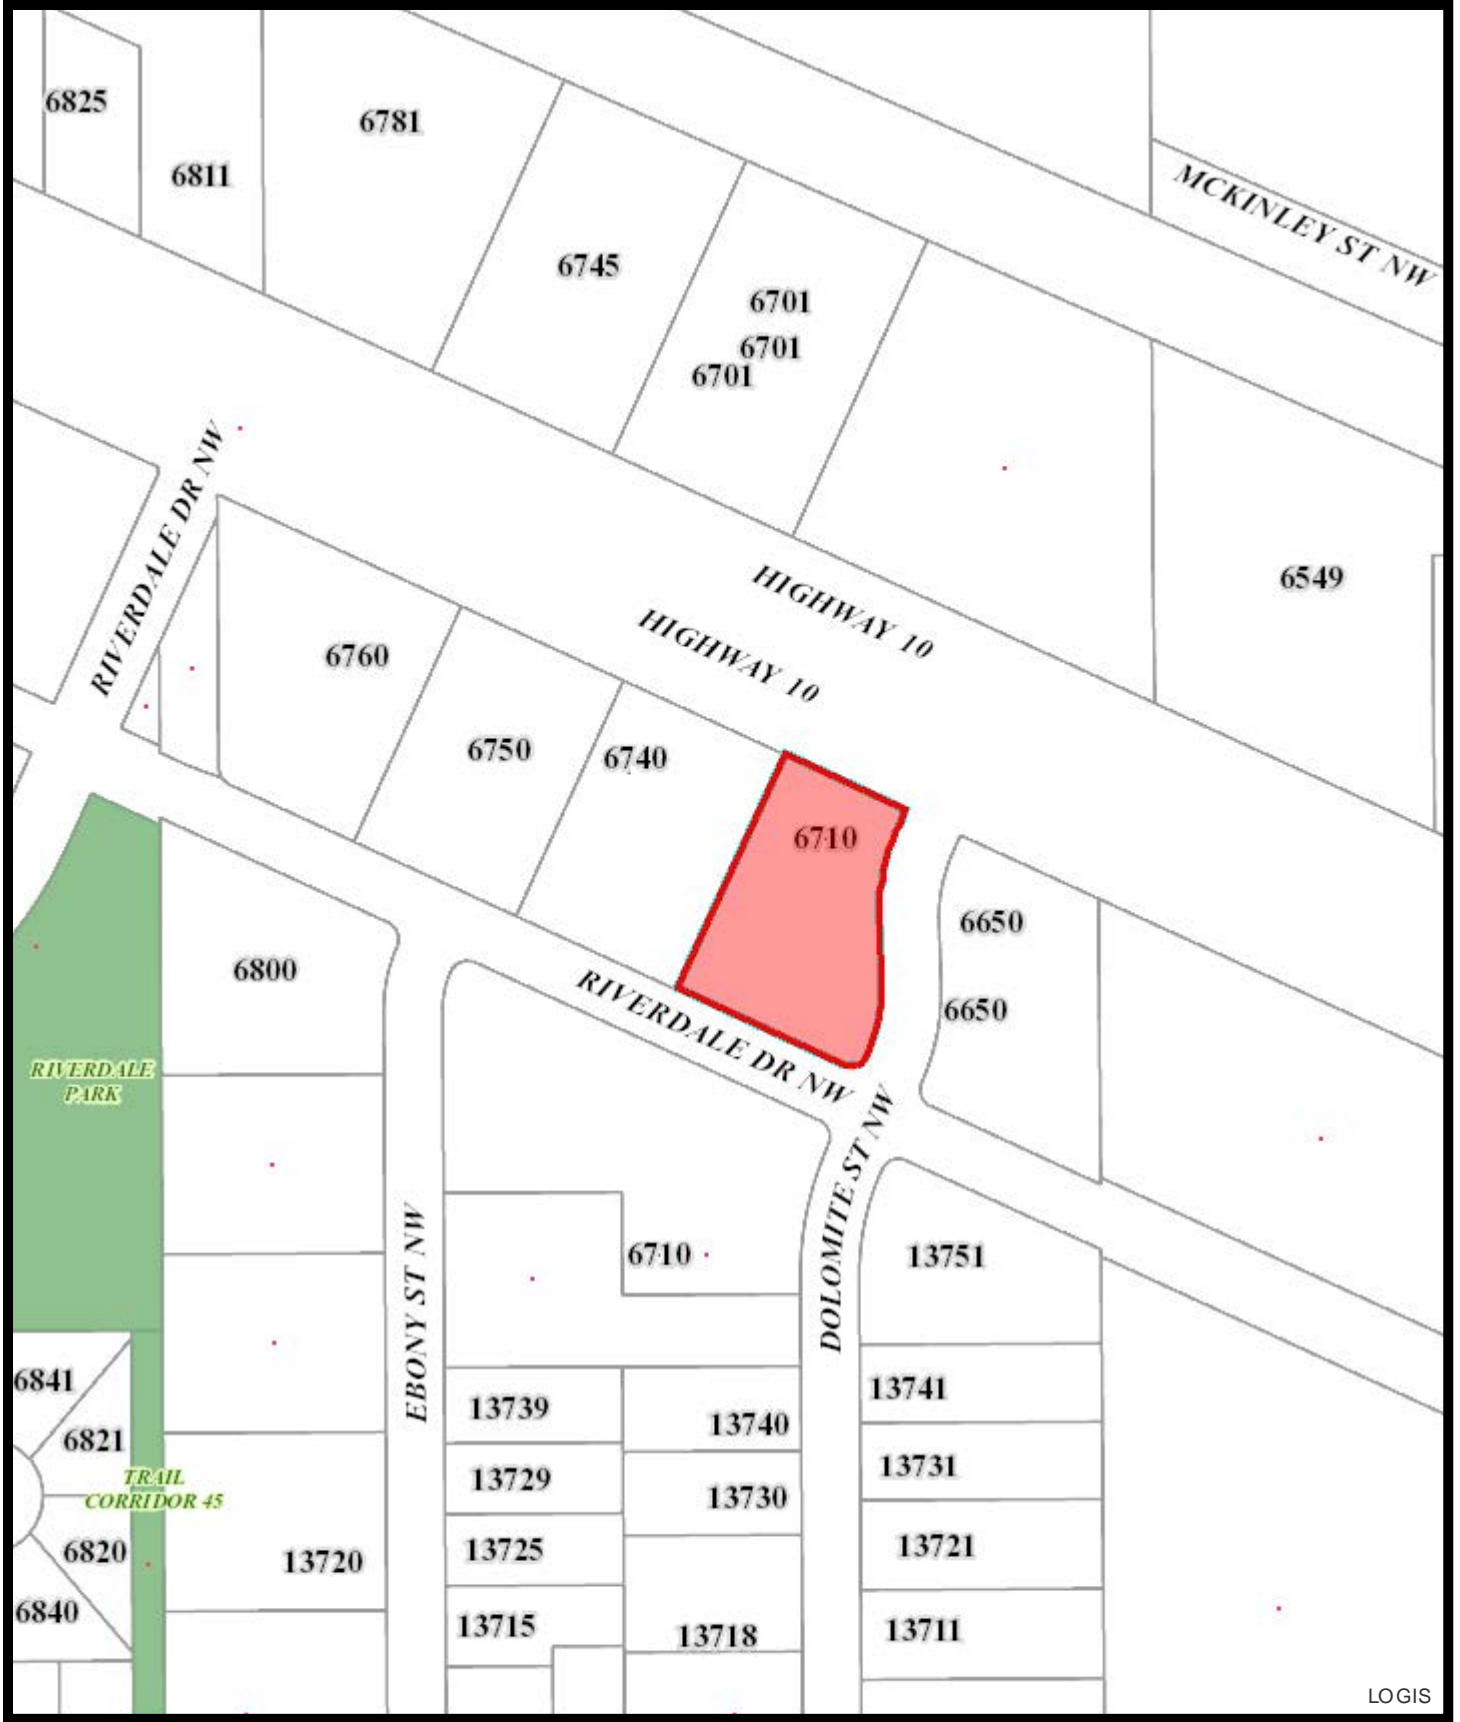 6825
6781
6811
MCKINLEY ST NW
6745
6701
6701
6701
RIVERDALE DR NW
HIGHWAY 10
6549
HIGHWAY 10
6760
6750
6740
6710
6650
6800
RIVERDALE DR NW
6650
RIVERDALE
PARK
DOLOMITE ST NW
EBONY ST NW
6710
13751
6841
13741
13739
13740
6821
13731
TRAIL
CORRIDOR 45
13729
13730
6820
13720
13725
13721
6840
13715
13718
13711
LOGIS